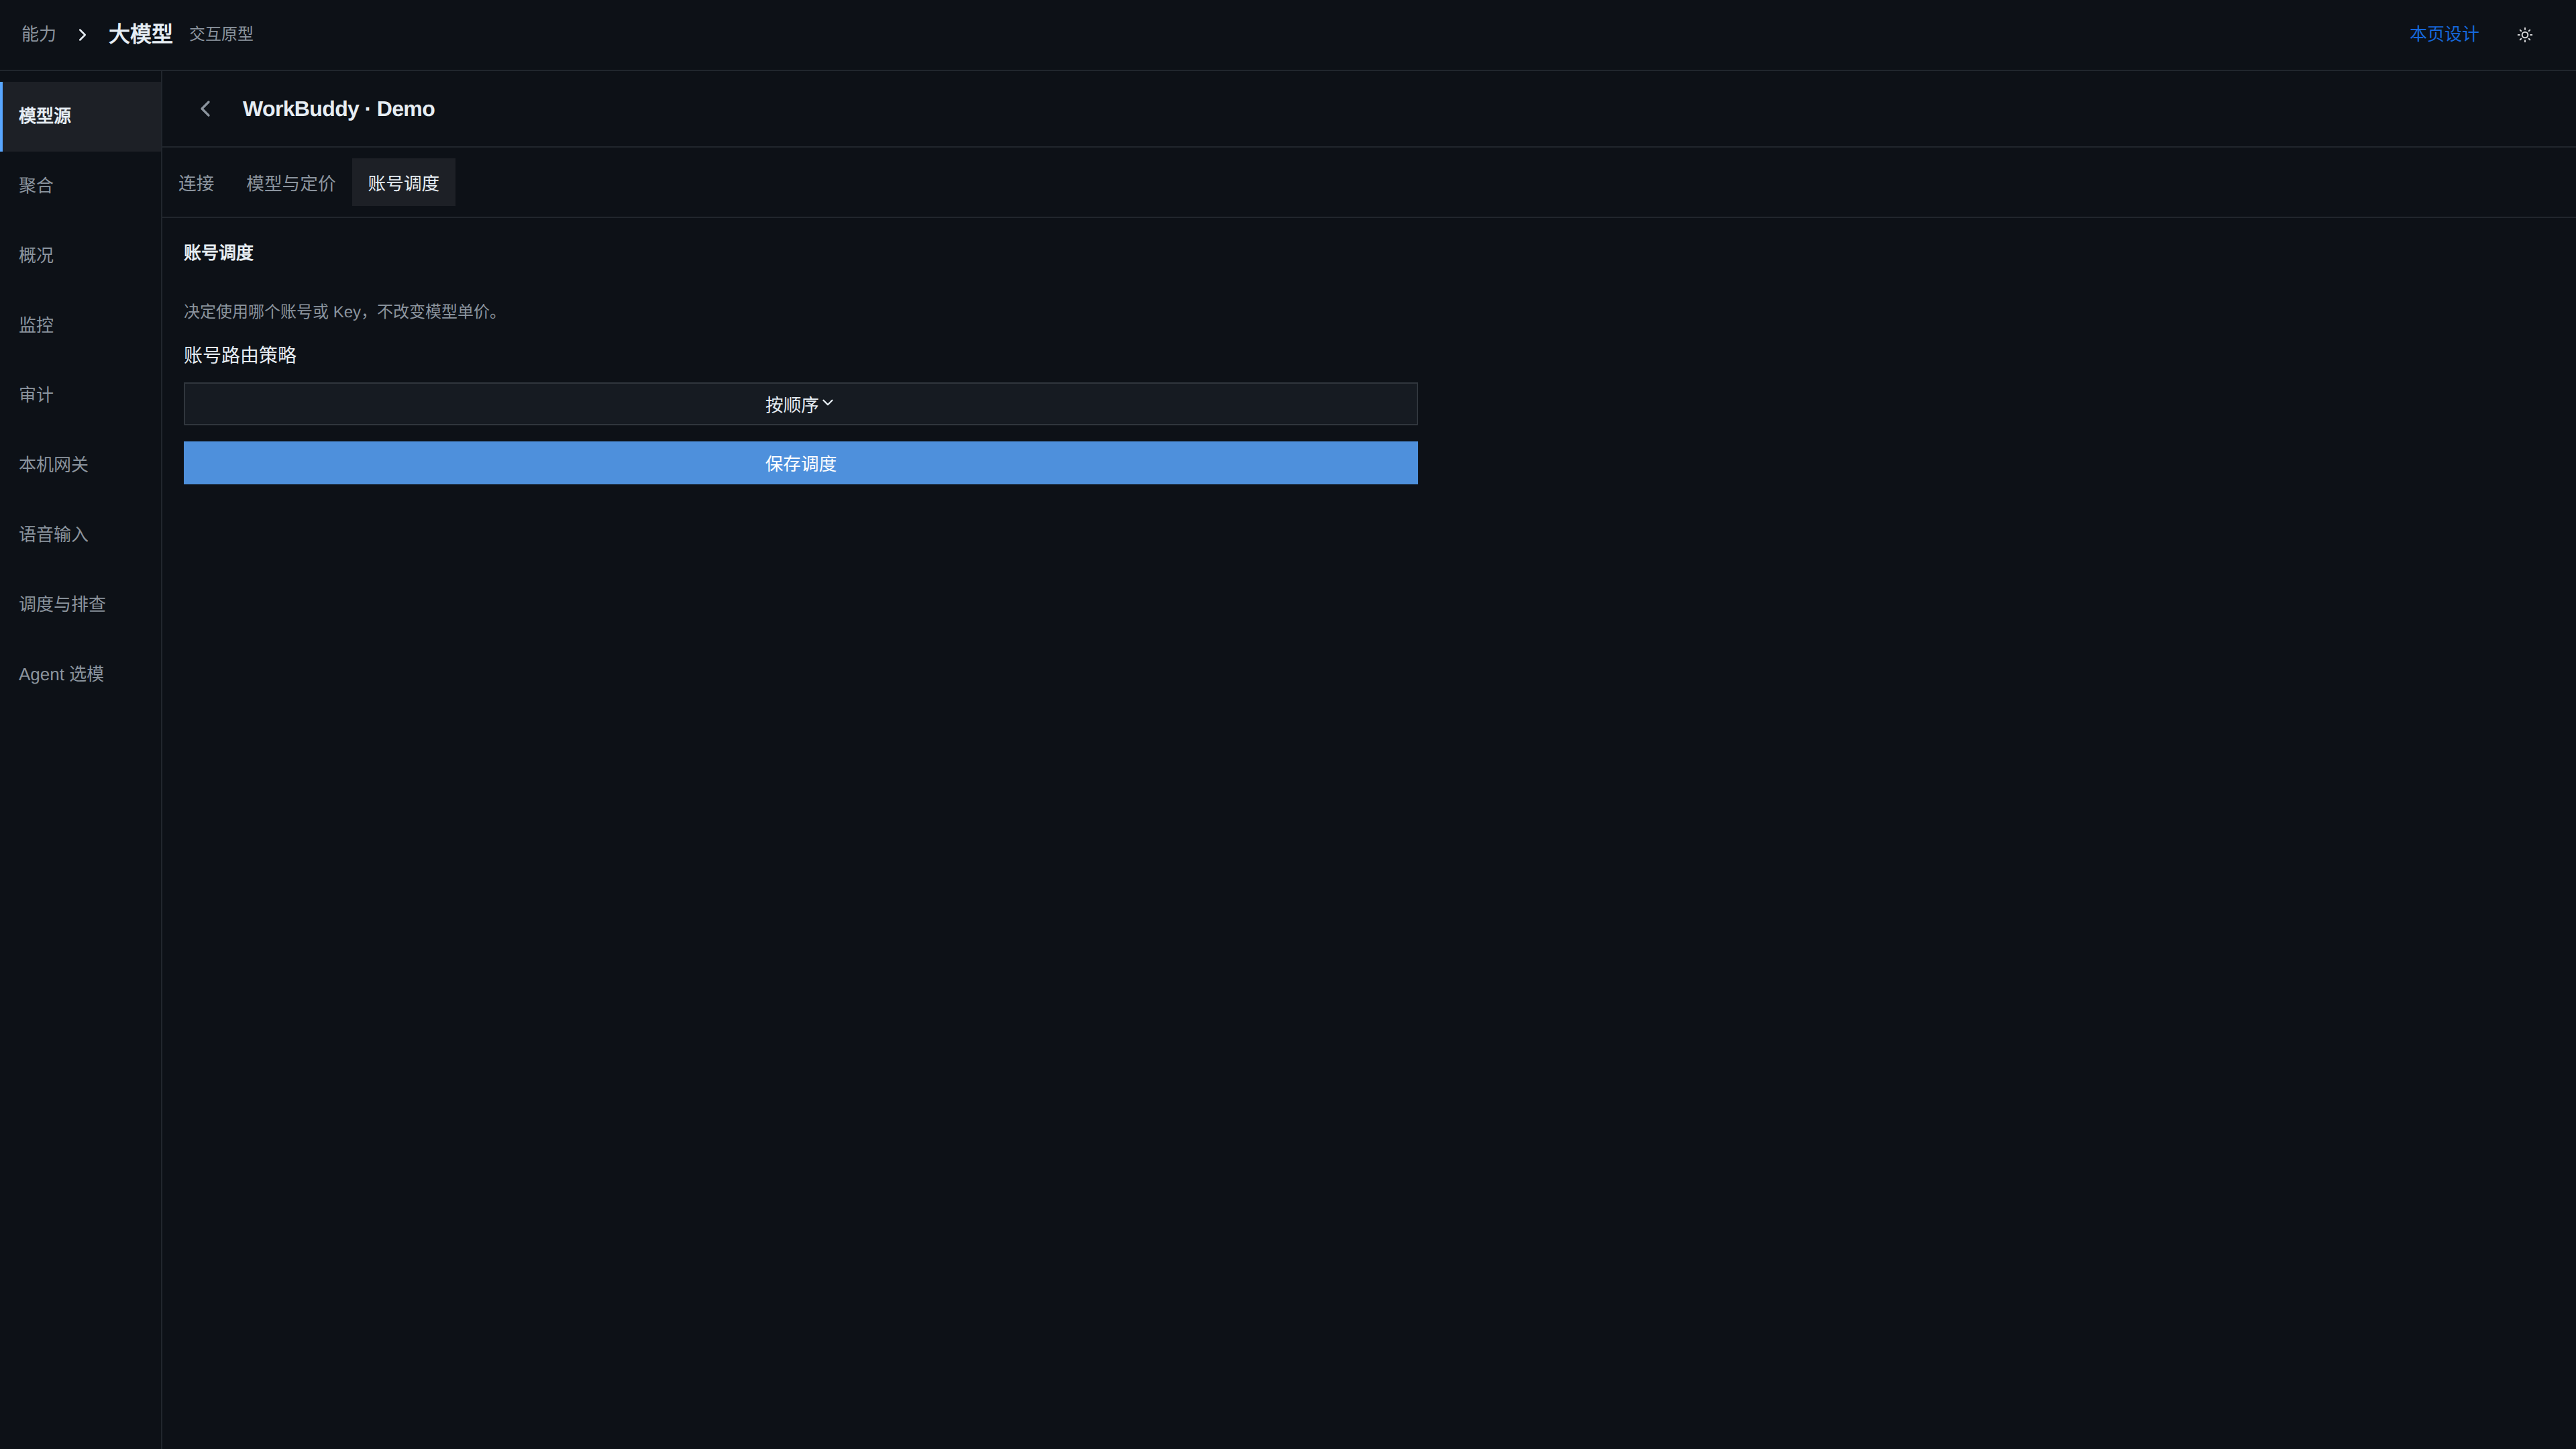 能力 大模型 交互原型 本页设计
模型源
聚合
概况
监控
审计
本机网关
语音输入
调度与排查
Agent 选模
WorkBuddy · Demo
连接 模型与定价 账号调度
账号调度
决定使用哪个账号或 Key，不改变模型单价。
账号路由策略
按顺序
保存调度